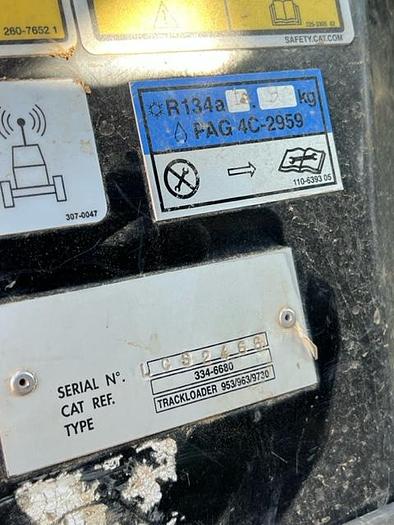 260-7652 1
SAFETY.CAT.COM
R134a kg
PAG 4C-2959
110-6393 05
307-0047
SERIAL N°.
CAT REF. 334-6680
TYPE TRACKLOADER 953/963/973D